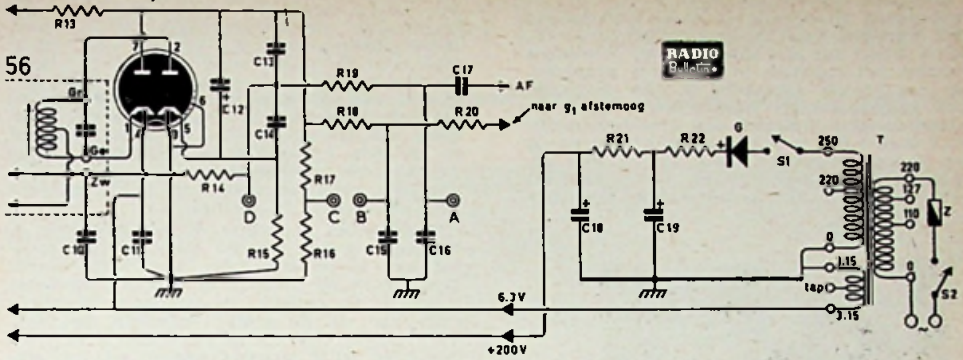 R13
7
2
56
Gr
Ge
Zw
1
4
3
5
6
C12
C13
C14
R14
R19
R18
C17
AF
R20
naar g1 afstemoog
R17
D
C
B
A
C10
C11
R15
R16
C15
C16
RADIO
Bulletin
R21
R22
G
S1
250
T
220
220
127
110
Z
C18
C19
0
3.15
tap
3.15
0
S2
~
6.3V
+200V